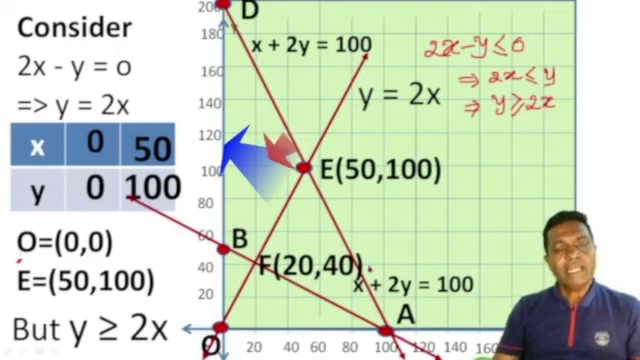 Consider
2x - y = 0
=> y = 2x
x 0 50
y 0 100
O=(0,0)
E=(50,100)
But y ≥ 2x
200
180
160
140
120
100
80
60
40
20
D
x + 2y = 100
y = 2x
2x-y ≤ 0
⇒ 2x ≤ y
⇒ y ≥ 2x
E(50,100)
B
F(20,40)
x + 2y = 100
A
O
20 40 60 80 100 120 140 160